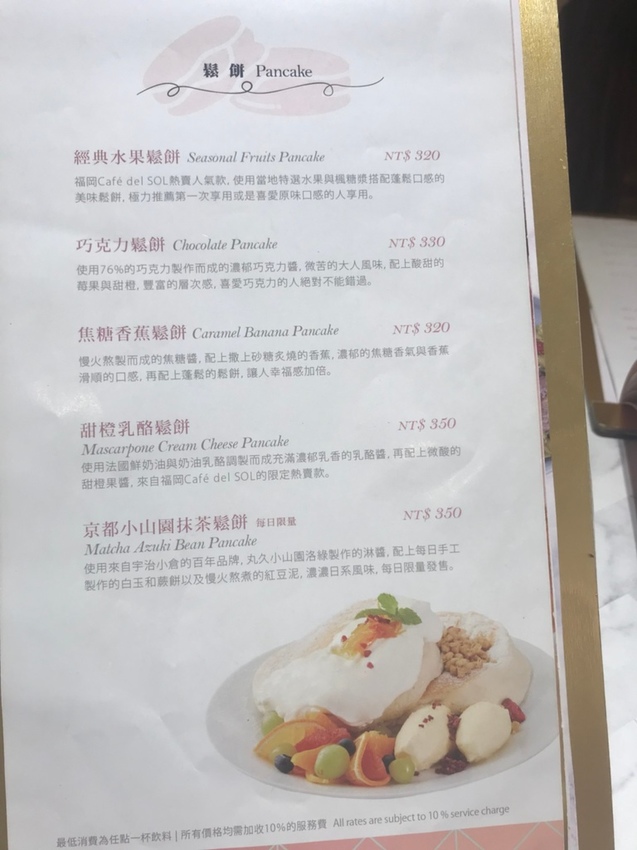 鬆 餅 Pancake
經典水果鬆餅 Seasonal Fruits Pancake NT$ 320
福岡Café del SOL熱賣人氣款, 使用當地特選水果與楓糖漿搭配蓬鬆口感的
美味鬆餅, 極力推薦第一次享用或是喜愛原味口感的人享用。
巧克力鬆餅 Chocolate Pancake NT$ 330
使用76%的巧克力製作而成的濃郁巧克力醬, 微苦的大人風味, 配上酸甜的
莓果與甜橙, 豐富的層次感, 喜愛巧克力的人絕對不能錯過。
焦糖香蕉鬆餅 Caramel Banana Pancake NT$ 320
慢火熬製而成的焦糖醬, 配上撒上砂糖炙燒的香蕉, 濃郁的焦糖香氣與香蕉
滑順的口感, 再配上蓬鬆的鬆餅, 讓人幸福感加倍。
甜橙乳酪鬆餅 NT$ 350
Mascarpone Cream Cheese Pancake
使用法國鮮奶油與奶油乳酪調製而成充滿濃郁乳香的乳酪醬, 再配上微酸的
甜橙果醬, 來自福岡Café del SOL的限定熱賣款。
京都小山園抹茶鬆餅 每日限量 NT$ 350
Matcha Azuki Bean Pancake
使用來自宇治小倉的百年品牌, 丸久小山園洛綠製作的淋醬, 配上每日手工
製作的白玉和蕨餅以及慢火熬煮的紅豆泥, 濃濃日系風味, 每日限量發售。
最低消費為任點一杯飲料 | 所有價格均需加收10%的服務費 All rates are subject to 10 % service charge